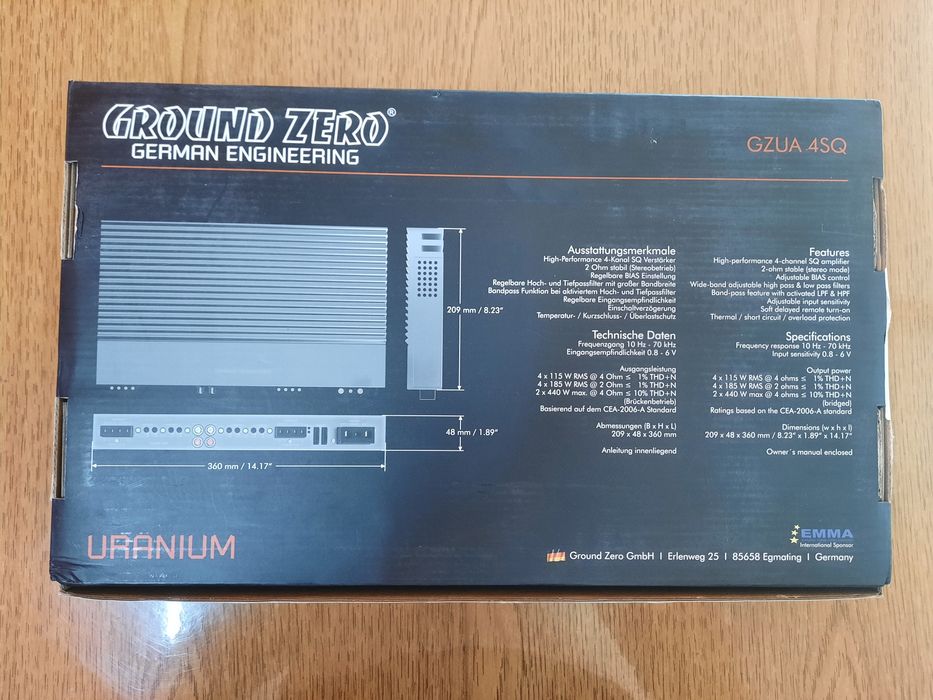 GROUND ZERO®
GERMAN ENGINEERING
GZUA 4SQ
209 mm / 8.23"
48 mm / 1.89"
360 mm / 14.17"
Ausstattungsmerkmale
High-Performance 4-Kanal SQ Verstärker
2 Ohm stabil (Stereobetrieb)
Regelbare BIAS Einstellung
Regelbare Hoch- und Tiefpassfilter mit großer Bandbreite
Bandpass Funktion bei aktiviertem Hoch- und Tiefpassfilter
Regelbare Eingangsempfindlichkeit
Einschaltverzögerung
Temperatur- / Kurzschluss- / Überlastschutz
Technische Daten
Frequenzgang 10 Hz - 70 kHz
Eingangsempfindlichkeit 0.8 - 6 V
Ausgangsleistung
4 x 115 W RMS @ 4 Ohm ≤ 1% THD+N
4 x 185 W RMS @ 2 Ohm ≤ 1% THD+N
2 x 440 W max. @ 4 Ohm ≤ 10% THD+N
(Brückenbetrieb)
Basierend auf dem CEA-2006-A Standard
Abmessungen (B x H x L)
209 x 48 x 360 mm
Anleitung innenliegend
Features
High-performance 4-channel SQ amplifier
2-ohm stable (stereo mode)
Adjustable BIAS control
Wide-band adjustable high pass & low pass filters
Band-pass feature with activated LPF & HPF
Adjustable input sensitivity
Soft delayed remote turn-on
Thermal / short circuit / overload protection
Specifications
Frequency response 10 Hz - 70 kHz
Input sensitivity 0.8 - 6 V
Output power
4 x 115 W RMS @ 4 ohms ≤ 1% THD+N
4 x 185 W RMS @ 2 ohms ≤ 1% THD+N
2 x 440 W max @ 4 ohms ≤ 10% THD+N
(bridged)
Ratings based on the CEA-2006-A standard
Dimensions (w x h x l)
209 x 48 x 360 mm / 8.23" x 1.89" x 14.17"
Owner´s manual enclosed
URANIUM
EMMA
International Sponsor
Ground Zero GmbH I Erlenweg 25 I 85658 Egmating I Germany